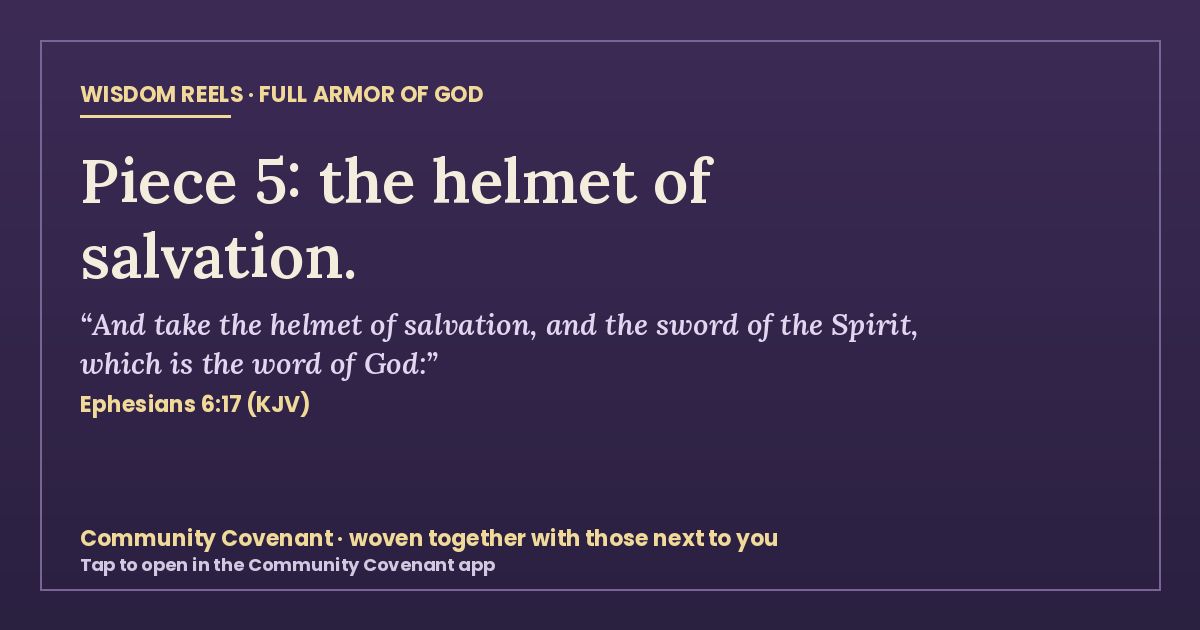 WISDOM REELS · FULL ARMOR OF GOD
Piece 5: the helmet of
salvation.
“And take the helmet of salvation, and the sword of the Spirit,
which is the word of God:”
Ephesians 6:17 (KJV)
Community Covenant · woven together with those next to you
Tap to open in the Community Covenant app